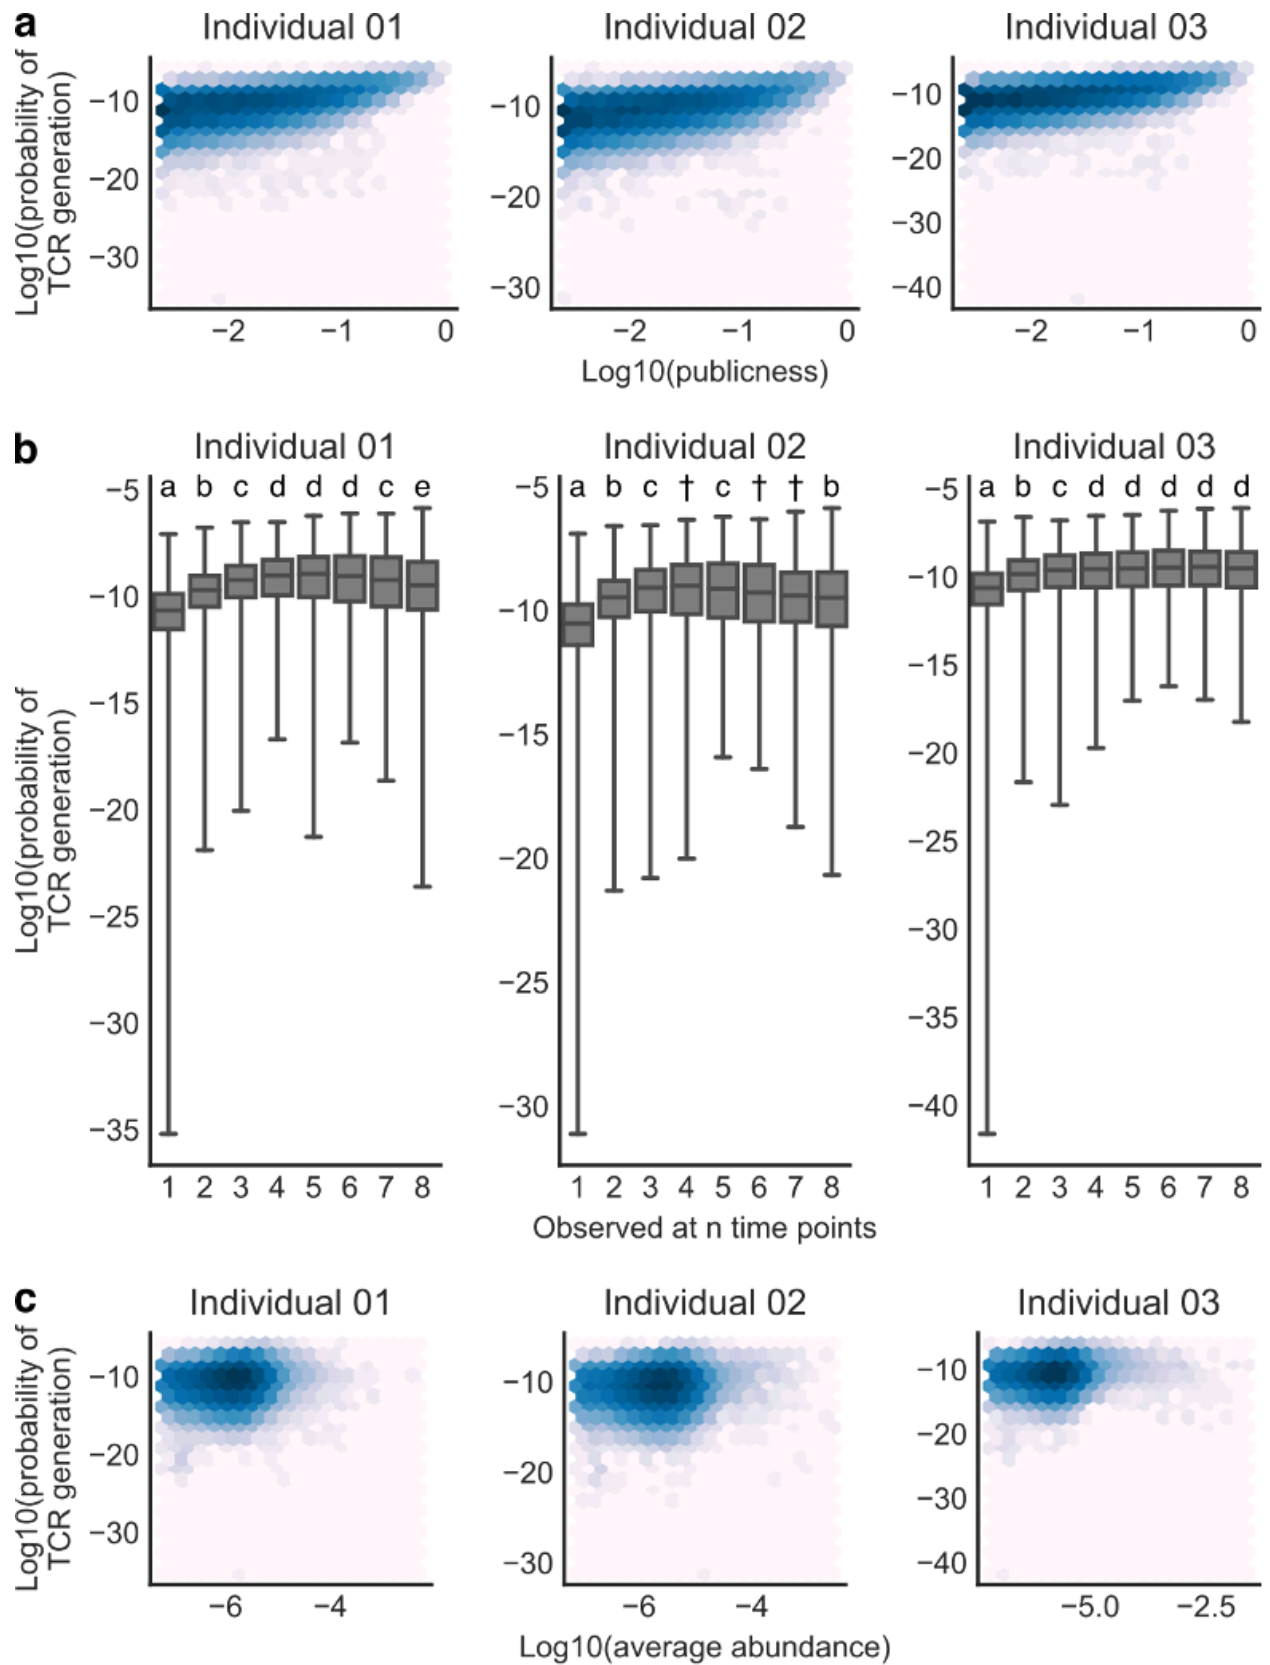 a
Individual 01 Individual 02 Individual 03
Log10(probability of
TCR generation)
−10 −20 −30
−10 −20 −30
−10 −20 −30 −40
−2 −1 0 −2 −1 0 −2 −1 0
Log10(publicness)
b
Individual 01 Individual 02 Individual 03
Log10(probability of
TCR generation)
a b c d d d c e
−5 −10 −15 −20 −25 −30 −35
a b c † c † † b
−5 −10 −15 −20 −25 −30
a b c d d d d d
−5 −10 −15 −20 −25 −30 −35 −40
1 2 3 4 5 6 7 8 1 2 3 4 5 6 7 8 1 2 3 4 5 6 7 8
Observed at n time points
c
Individual 01 Individual 02 Individual 03
Log10(probability of
TCR generation)
−10 −20 −30
−10 −20 −30
−10 −20 −30 −40
−6 −4 −6 −4 −5.0 −2.5
Log10(average abundance)